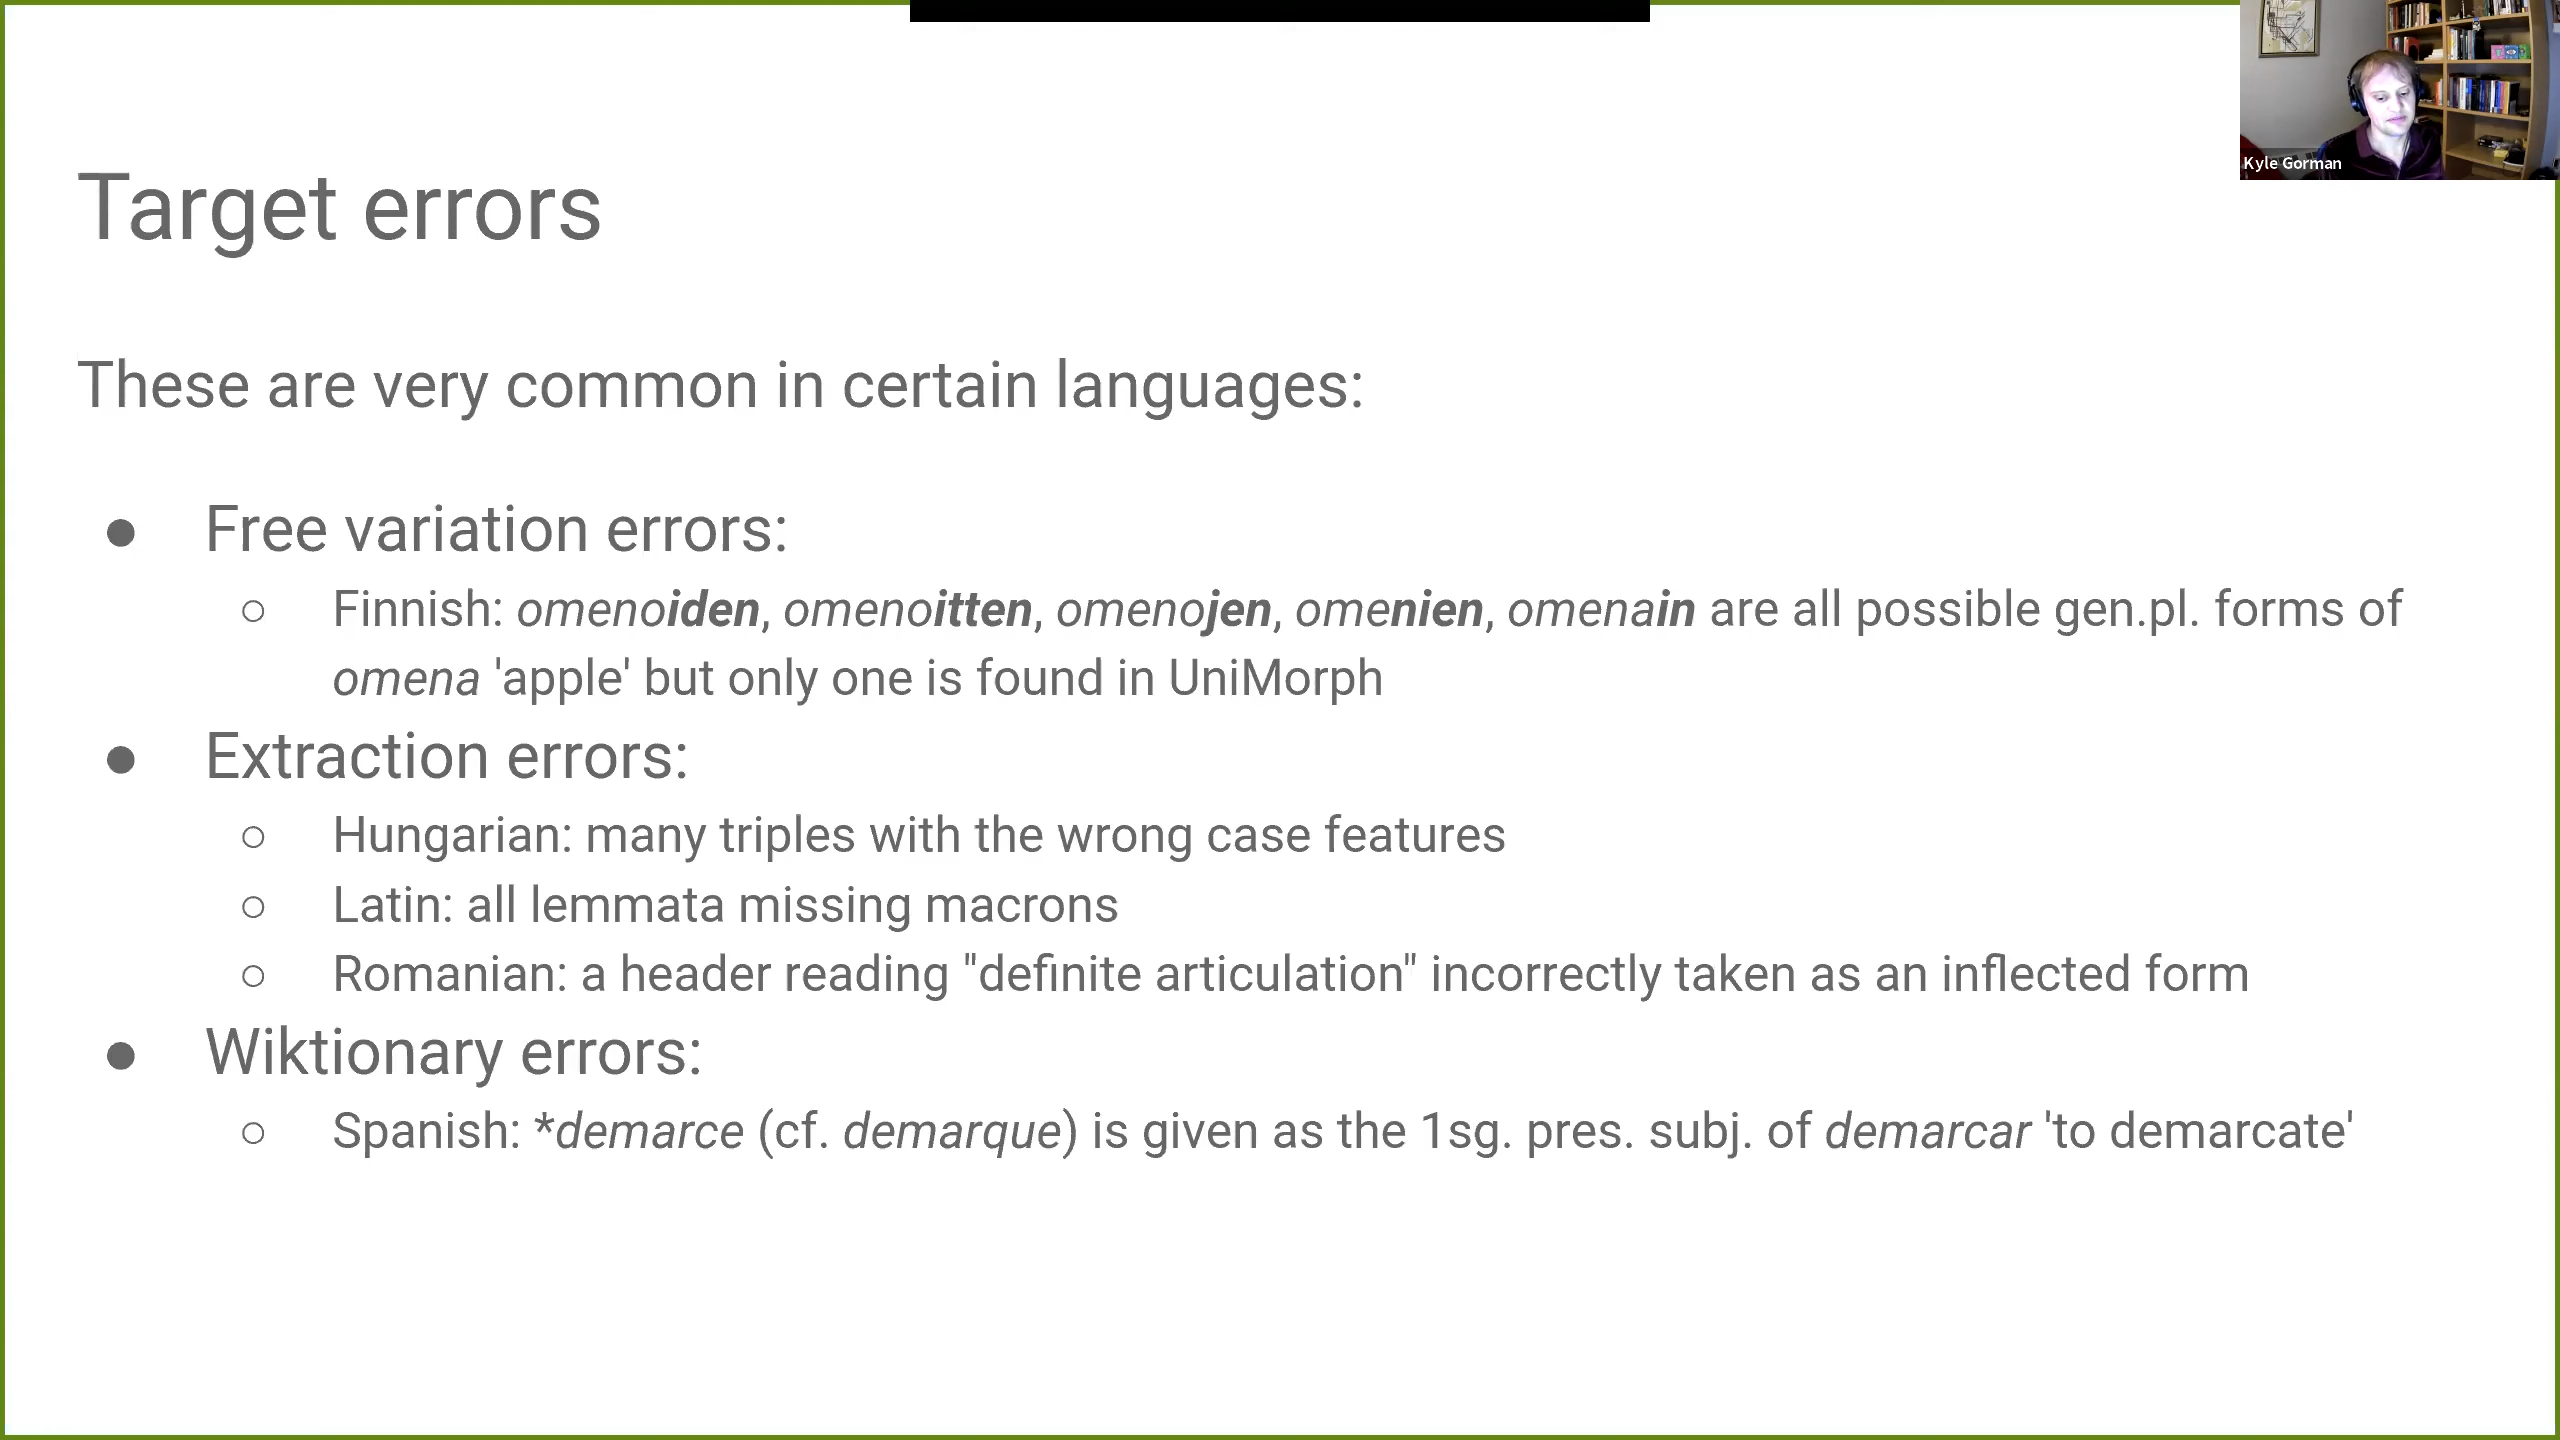 Kyle Gorman
Target errors
These are very common in certain languages:
● Free variation errors:
○ Finnish: omenoiden, omenoitten, omenojen, omenien, omenain are all possible gen.pl. forms of
omena 'apple' but only one is found in UniMorph
● Extraction errors:
○ Hungarian: many triples with the wrong case features
○ Latin: all lemmata missing macrons
○ Romanian: a header reading "definite articulation" incorrectly taken as an inflected form
● Wiktionary errors:
○ Spanish: *demarce (cf. demarque) is given as the 1sg. pres. subj. of demarcar 'to demarcate'